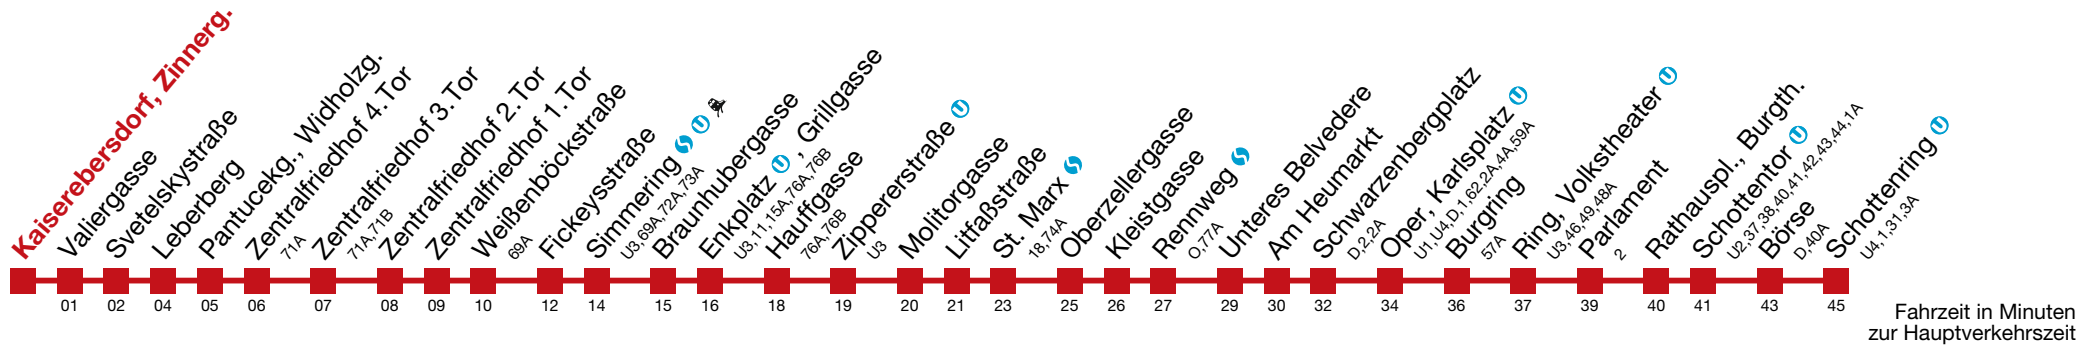 Kaiserebersdorf, Zinnerg.
Valiergasse
Svetelskystraße
Leberberg
Pantucekg., Widholzg.
Zentralfriedhof 4.Tor
71A
Zentralfriedhof 3.Tor
71A,71B
Zentralfriedhof 2.Tor
Zentralfriedhof 1.Tor
Weißenböckstraße
69A
Fickeysstraße
Simmering
U3,69A,72A,73A
Braunhubergasse
Enkplatz , Grillgasse
U3,11,15A,76A,76B
Hauffgasse
76A,76B
Zippererstraße
U3
Molitorgasse
Litfaßstraße
St. Marx
18,74A
Oberzellergasse
Kleistgasse
Rennweg
O,77A
Unteres Belvedere
Am Heumarkt
Schwarzenbergplatz
D,2,2A
Oper, Karlsplatz
U1,U4,D,1,62,2A,4A,59A
Burgring
57A
Ring, Volkstheater
U3,46,49,48A
Parlament
2
Rathauspl., Burgth.
Schottentor
U2,37,38,40,41,42,43,44,1A
Börse
D,40A
Schottenring
U4,1,31,3A
01 02 04 05 06 07 08 09 10 12 14 15 16 18 19 20 21 23 25 26 27 29 30 32 34 36 37 39 40 41 43 45
Fahrzeit in Minuten
zur Hauptverkehrszeit